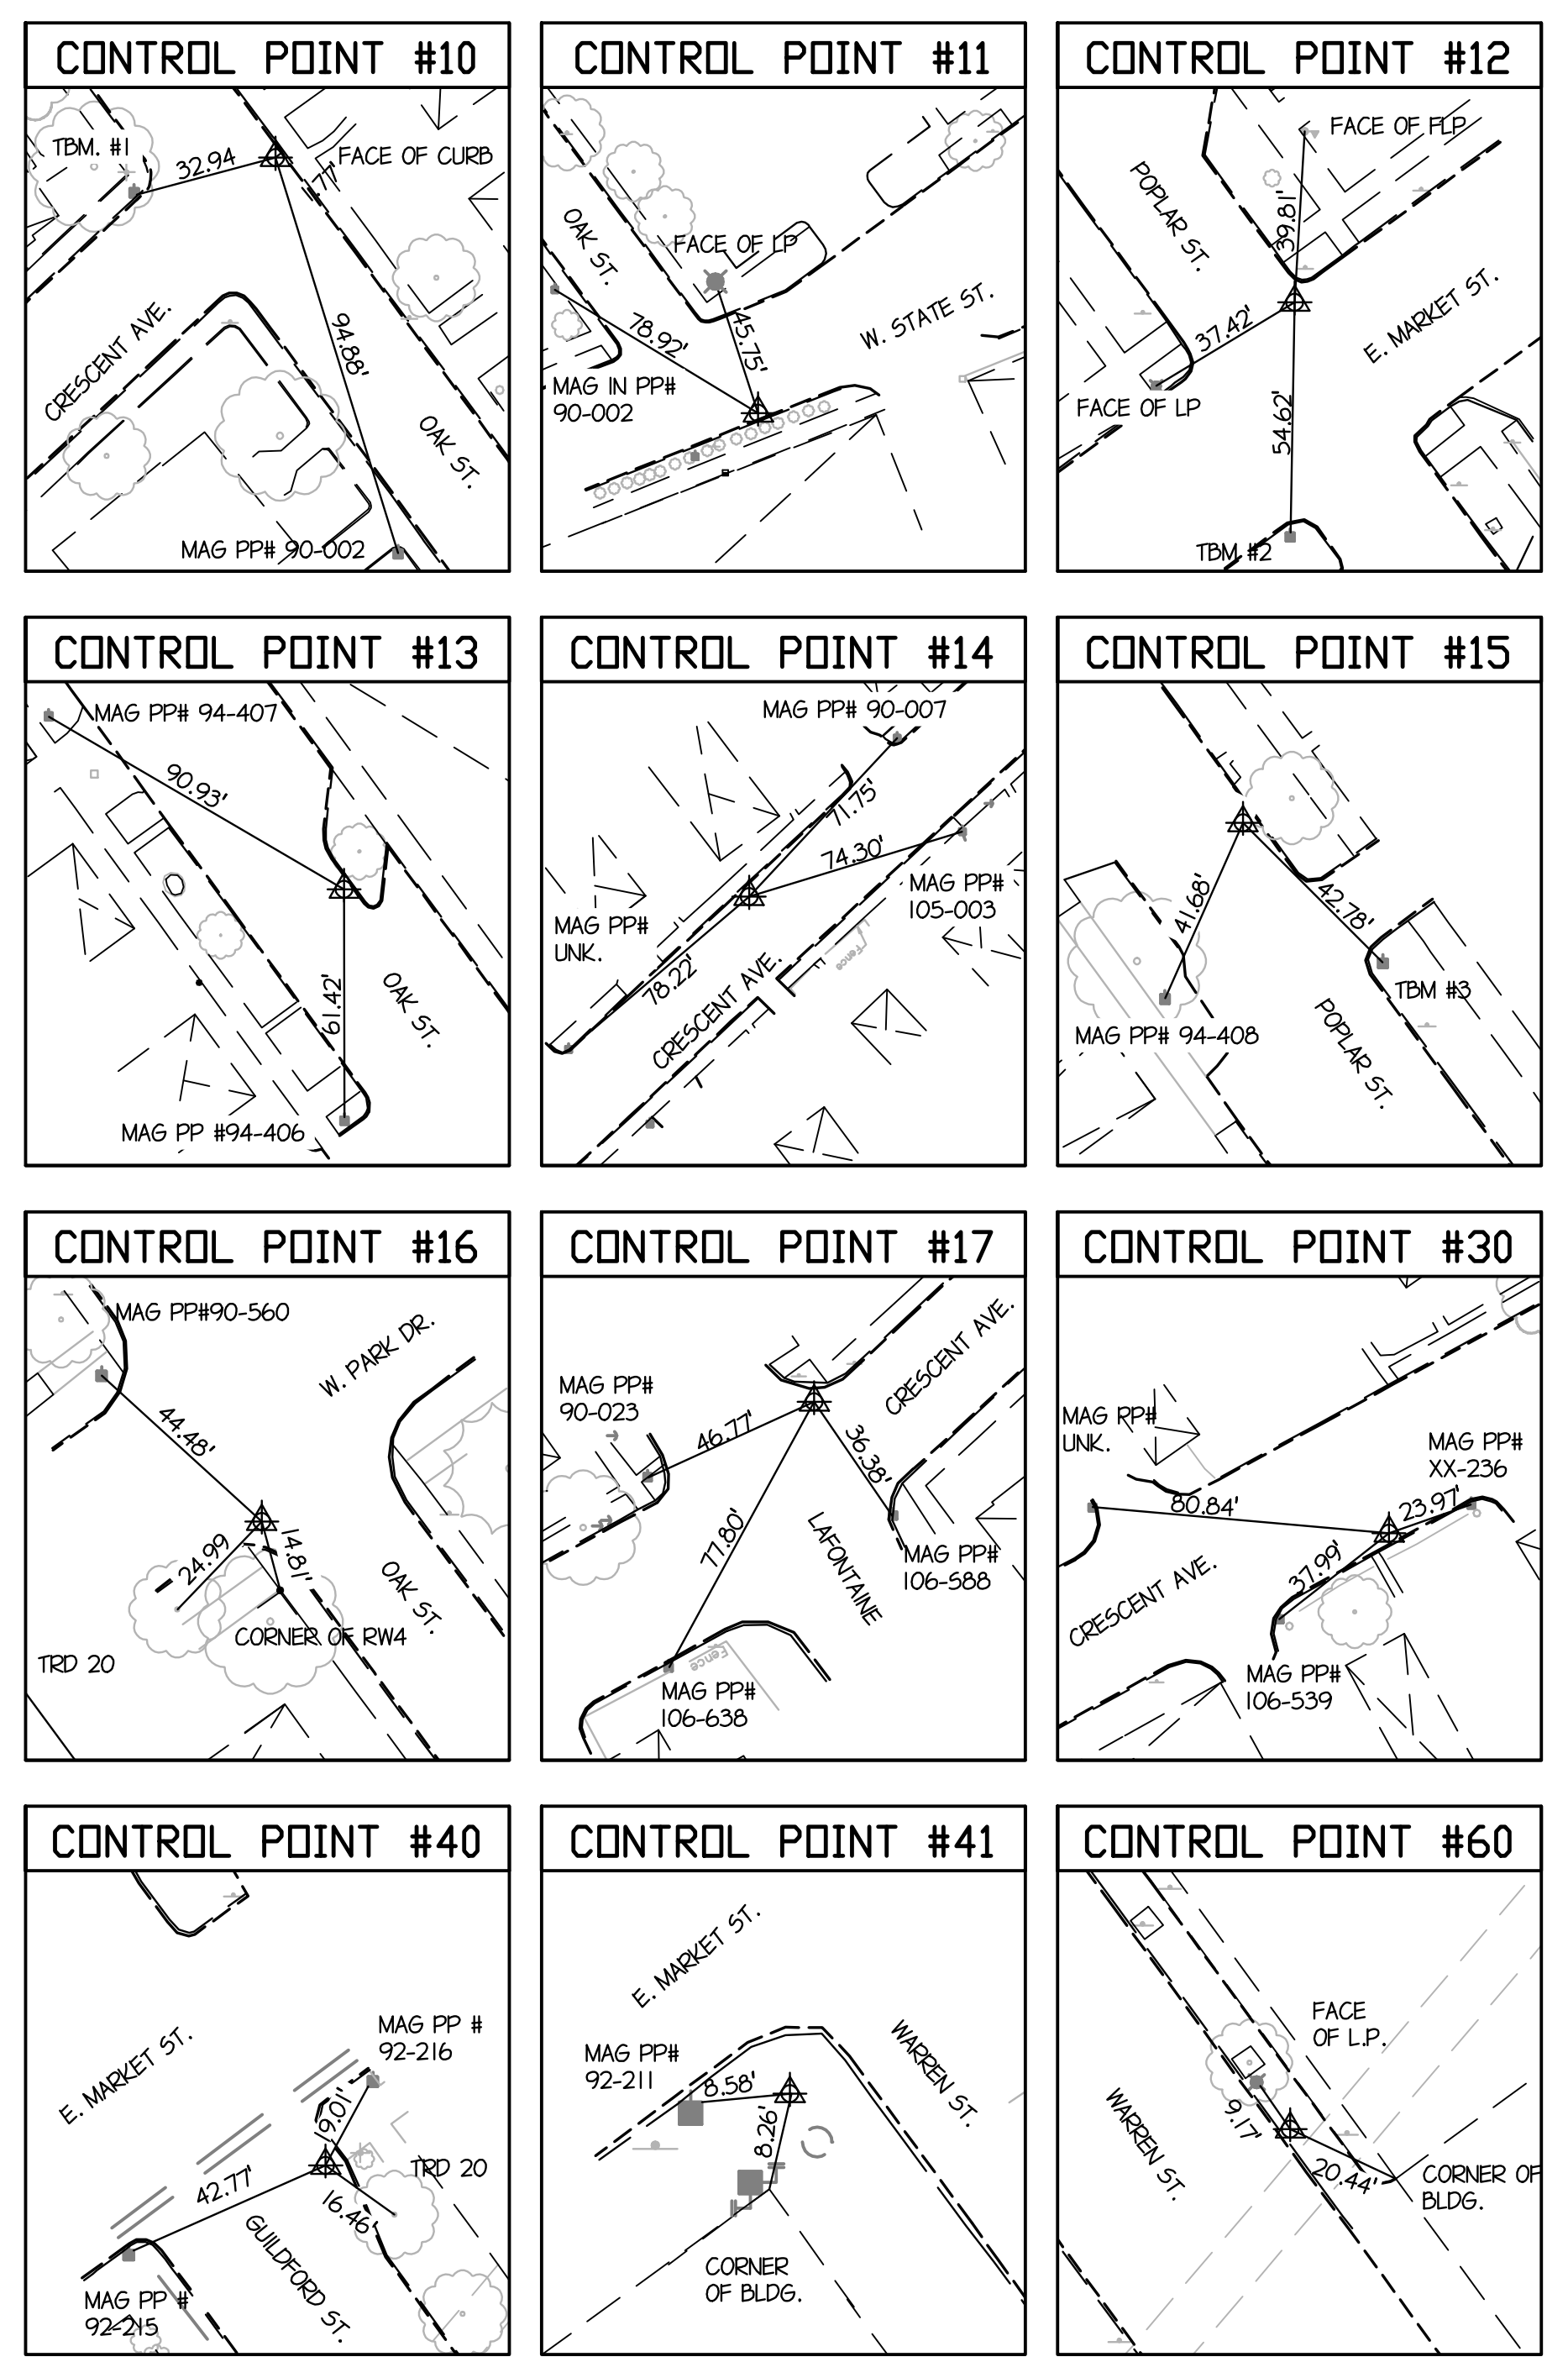 CONTROL POINT #10
TBM. #1
32.94
.77'
FACE OF CURB
CRESCENT AVE.
94.88'
OAK ST.
MAG PP# 90-002
CONTROL POINT #11
OAK ST.
FACE OF LP
78.92'
45.75'
W. STATE ST.
MAG IN PP#
90-002
CONTROL POINT #12
FACE OF FLP
POPLAR ST.
39.81'
37.42'
E. MARKET ST.
FACE OF LP
54.62'
TBM #2
CONTROL POINT #13
MAG PP# 94-407
90.93'
61.42'
OAK ST.
MAG PP #94-406
CONTROL POINT #14
MAG PP# 90-007
71.75'
74.30'
MAG PP#
105-003
MAG PP#
UNK.
78.22'
Fence
CRESCENT AVE.
CONTROL POINT #15
41.68'
42.78'
TBM #3
MAG PP# 94-408
POPLAR ST.
CONTROL POINT #16
MAG PP#90-560
W. PARK DR.
44.48'
24.99
14.81'
OAK ST.
CORNER OF RW4
TRD 20
CONTROL POINT #17
CRESCENT AVE.
MAG PP#
90-023
46.77'
36.38'
77.80'
LAFONTAINE
MAG PP#
106-588
Fence
MAG PP#
106-638
CONTROL POINT #30
MAG RP#
UNK.
MAG PP#
XX-236
80.84'
23.97'
37.99'
CRESCENT AVE.
MAG PP#
106-539
CONTROL POINT #40
MAG PP #
92-216
E. MARKET ST.
19.01'
TRD 20
42.77'
16.46'
GUILDFORD ST.
MAG PP #
92-215
CONTROL POINT #41
E. MARKET ST.
MAG PP#
92-211
8.58'
WARREN ST.
8.26'
CORNER
OF BLDG.
CONTROL POINT #60
FACE
OF L.P.
9.17'
WARREN ST.
20.44'
CORNER OF
BLDG.